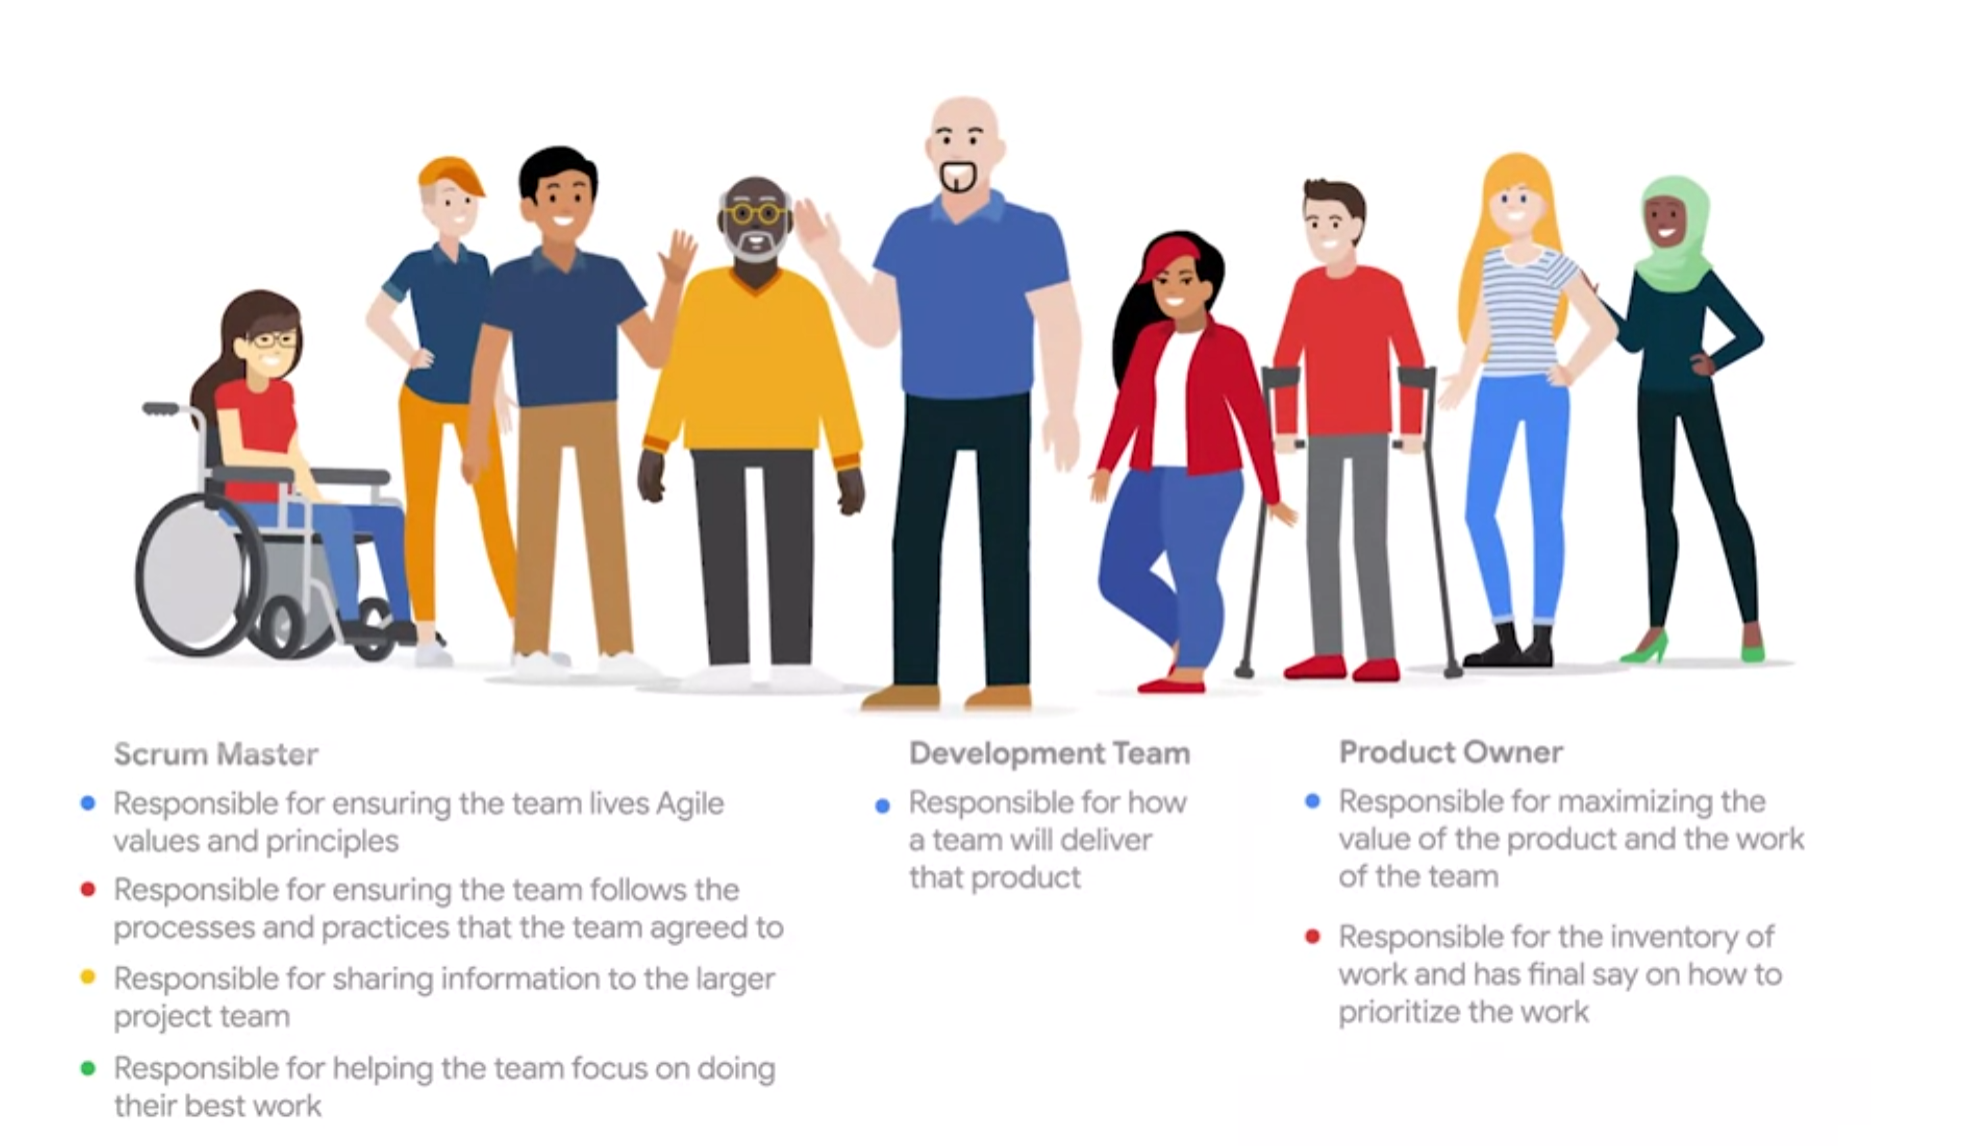 Scrum Master
Responsible for ensuring the team lives Agile
values and principles
Responsible for ensuring the team follows the
processes and practices that the team agreed to
Responsible for sharing information to the larger
project team
Responsible for helping the team focus on doing
their best work
Development Team
Responsible for how
a team will deliver
that product
Product Owner
Responsible for maximizing the
value of the product and the work
of the team
Responsible for the inventory of
work and has final say on how to
prioritize the work